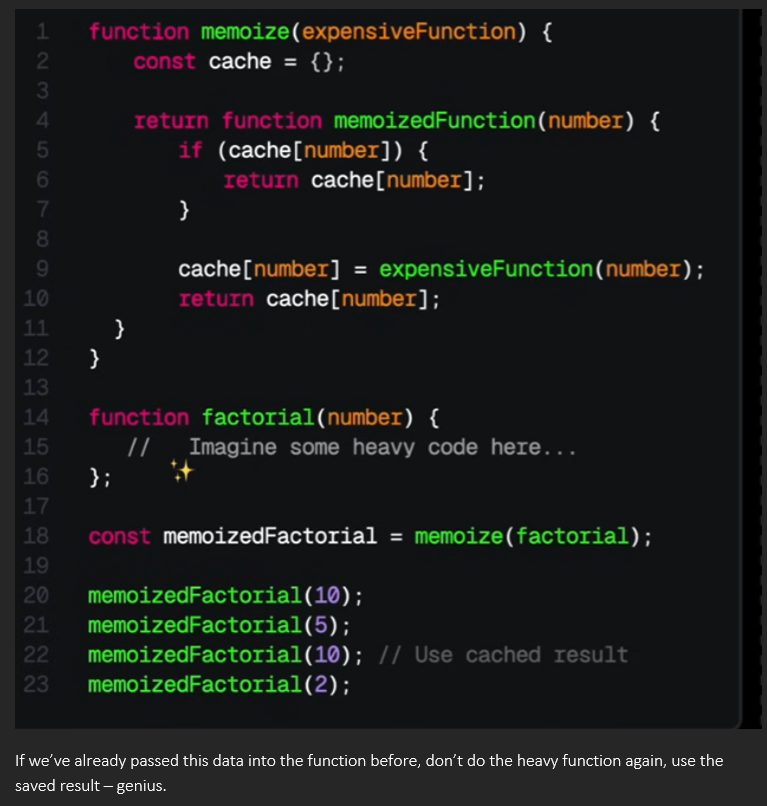 1 function memoize(expensiveFunction) {
2     const cache = {};
3
4     return function memoizedFunction(number) {
5         if (cache[number]) {
6             return cache[number];
7         }
8
9         cache[number] = expensiveFunction(number);
10         return cache[number];
11   }
12 }
13
14 function factorial(number) {
15    //   Imagine some heavy code here...
16 };    ✨
17
18 const memoizedFactorial = memoize(factorial);
19
20 memoizedFactorial(10);
21 memoizedFactorial(5);
22 memoizedFactorial(10); // Use cached result
23 memoizedFactorial(2);
If we’ve already passed this data into the function before, don’t do the heavy function again, use the
saved result – genius.